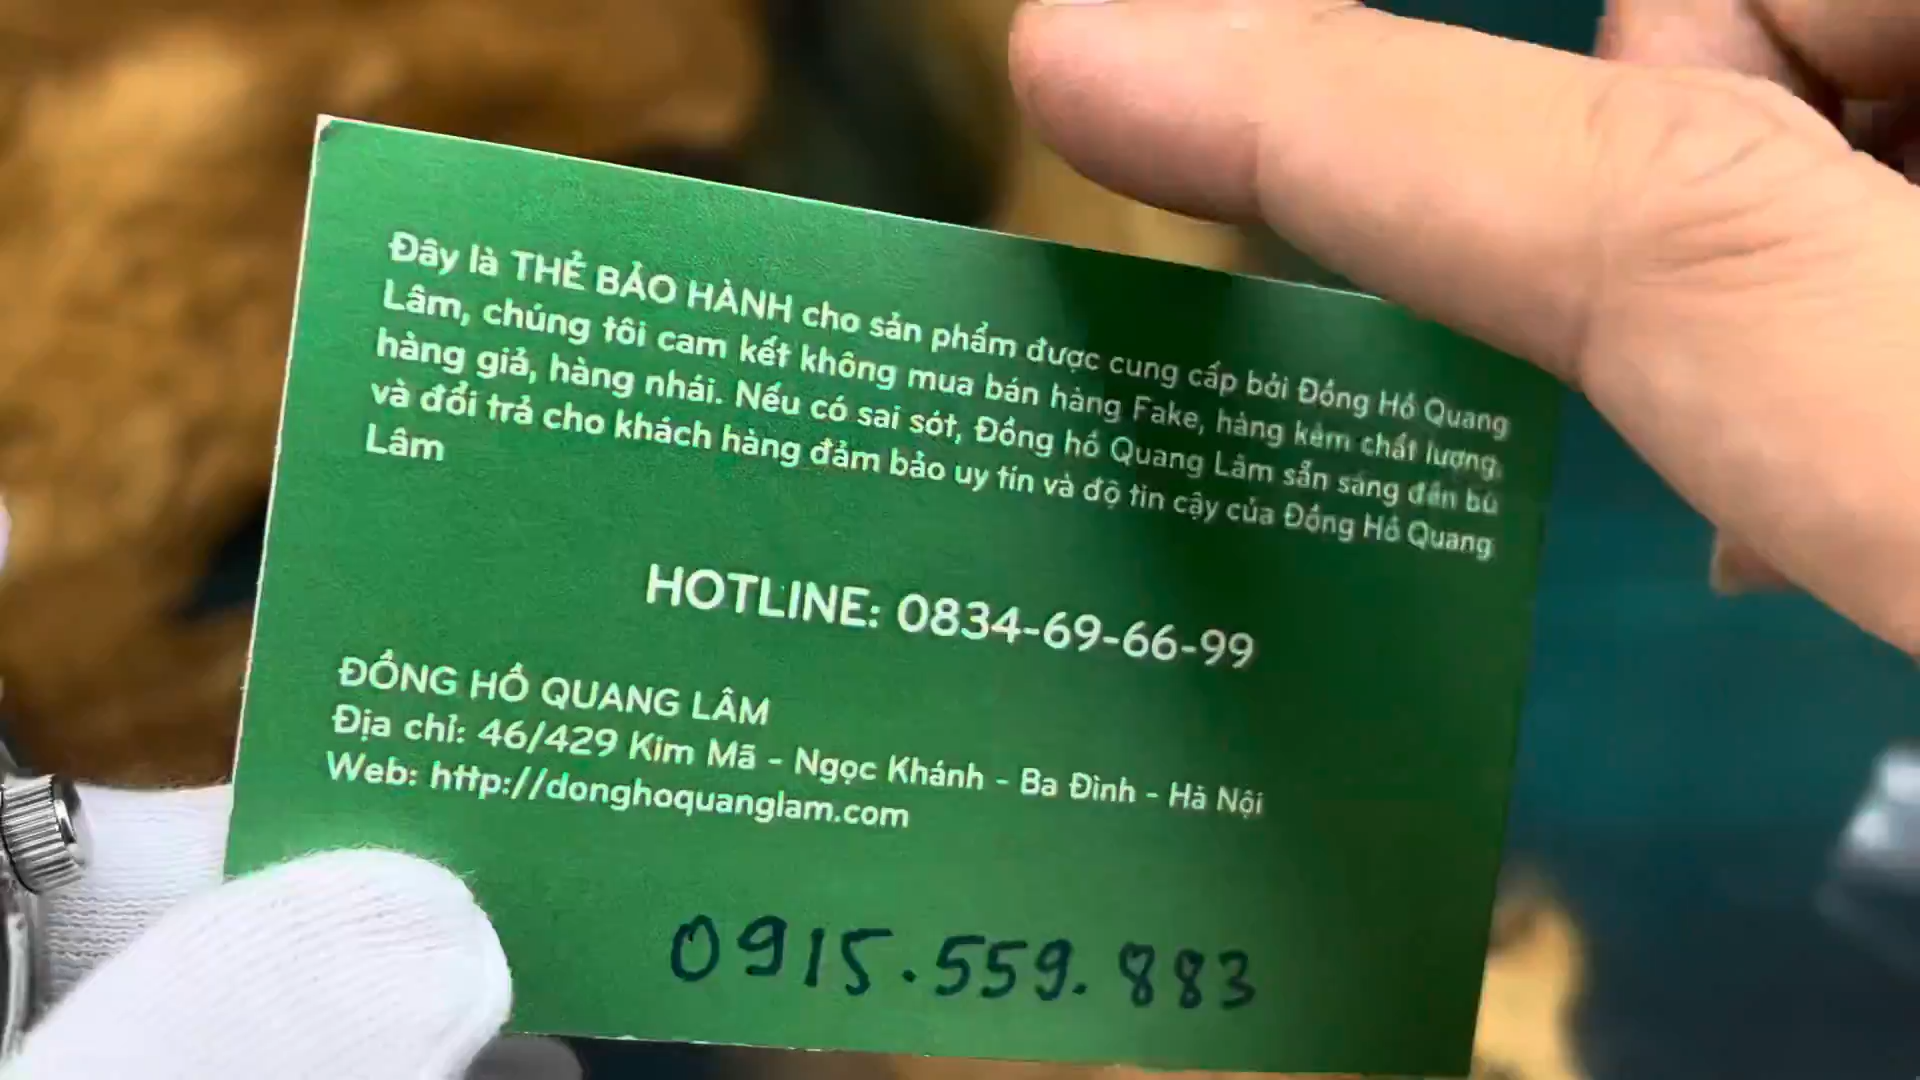 Đây là THẺ BẢO HÀNH cho sản phẩm được cung cấp bởi Đồng Hồ Quang
Lâm, chúng tôi cam kết không mua bán hàng Fake, hàng kém chất lượng,
hàng giả, hàng nhái. Nếu có sai sót, Đồng hồ Quang Lâm sẵn sàng đền bù
và đổi trả cho khách hàng đảm bảo uy tín và độ tin cậy của Đồng Hồ Quang
Lâm
HOTLINE: 0834-69-66-99
ĐỒNG HỒ QUANG LÂM
Địa chỉ: 46/429 Kim Mã - Ngọc Khánh - Ba Đình - Hà Nội
Web: http://donghoquanglam.com
0915.559.883